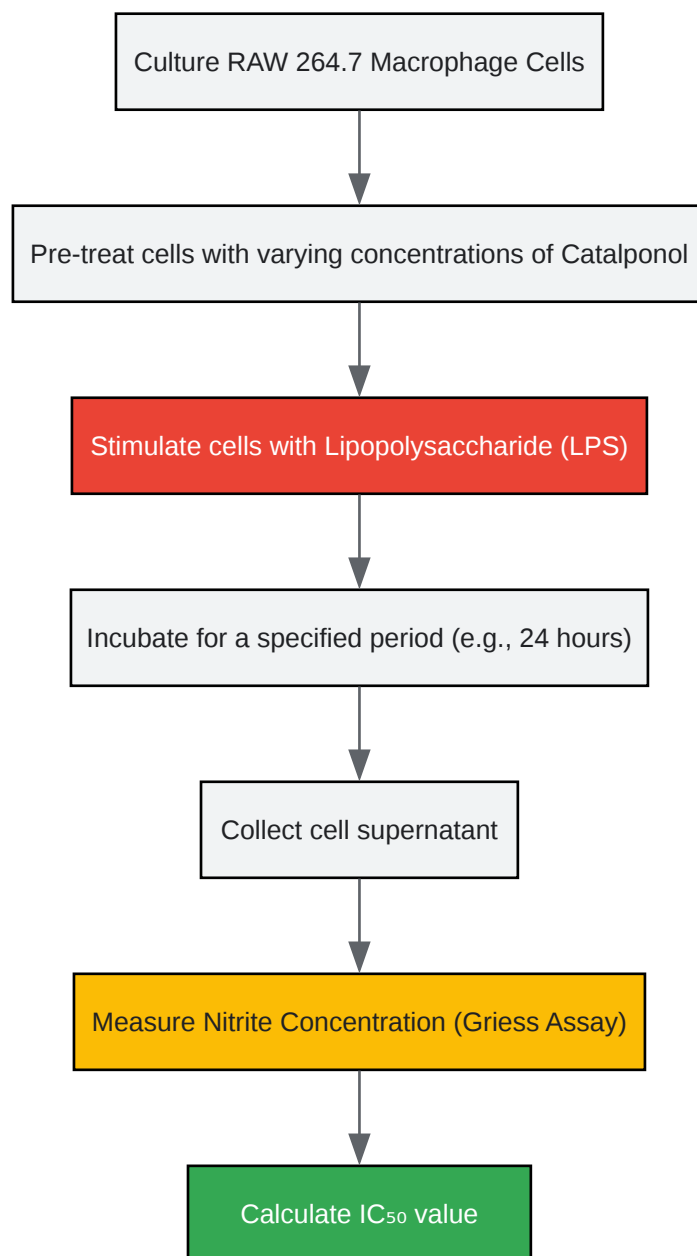 Culture RAW 264.7 Macrophage Cells
Pre-treat cells with varying concentrations of Catalponol
Stimulate cells with Lipopolysaccharide (LPS)
Incubate for a specified period (e.g., 24 hours)
Collect cell supernatant
Measure Nitrite Concentration (Griess Assay)
Calculate IC₅₀ value